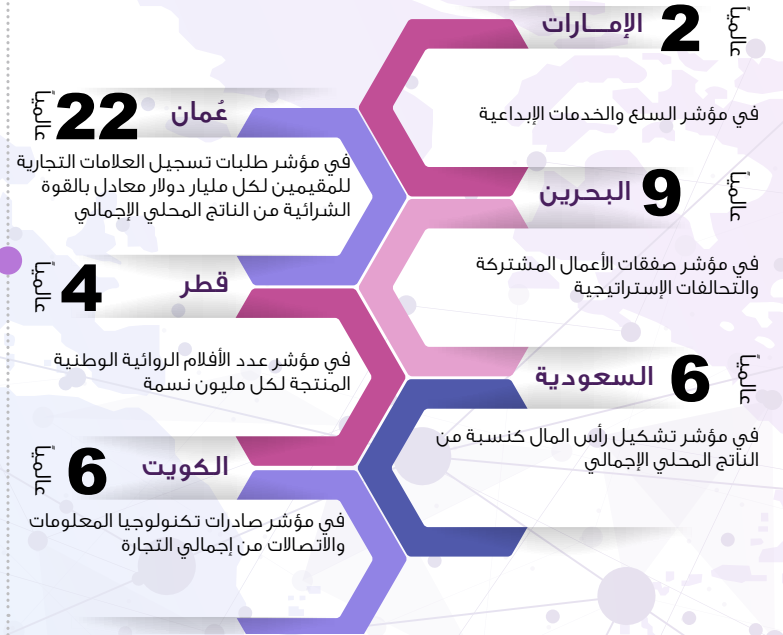 الإمـــارات 2 عالمياً
في مؤشر السلع والخدمات الإبداعية
عُمان 22 عالمياً
في مؤشر طلبات تسجيل العلامات التجارية
للمقيمين لكل مليار دولار معادل بالقوة
الشرائية من الناتج المحلي الإجمالي
البحرين 9 عالمياً
في مؤشر صفقات الأعمال المشتركة
والتحالفات الإستراتيجية
قطر 4 عالمياً
في مؤشر عدد الأفلام الروائية الوطنية
المنتجة لكل مليون نسمة
السعودية 6 عالمياً
في مؤشر تشكيل رأس المال كنسبة من
الناتج المحلي الإجمالي
الكويت 6 عالمياً
في مؤشر صادرات تكنولوجيا المعلومات
والاتصالات من إجمالي التجارة